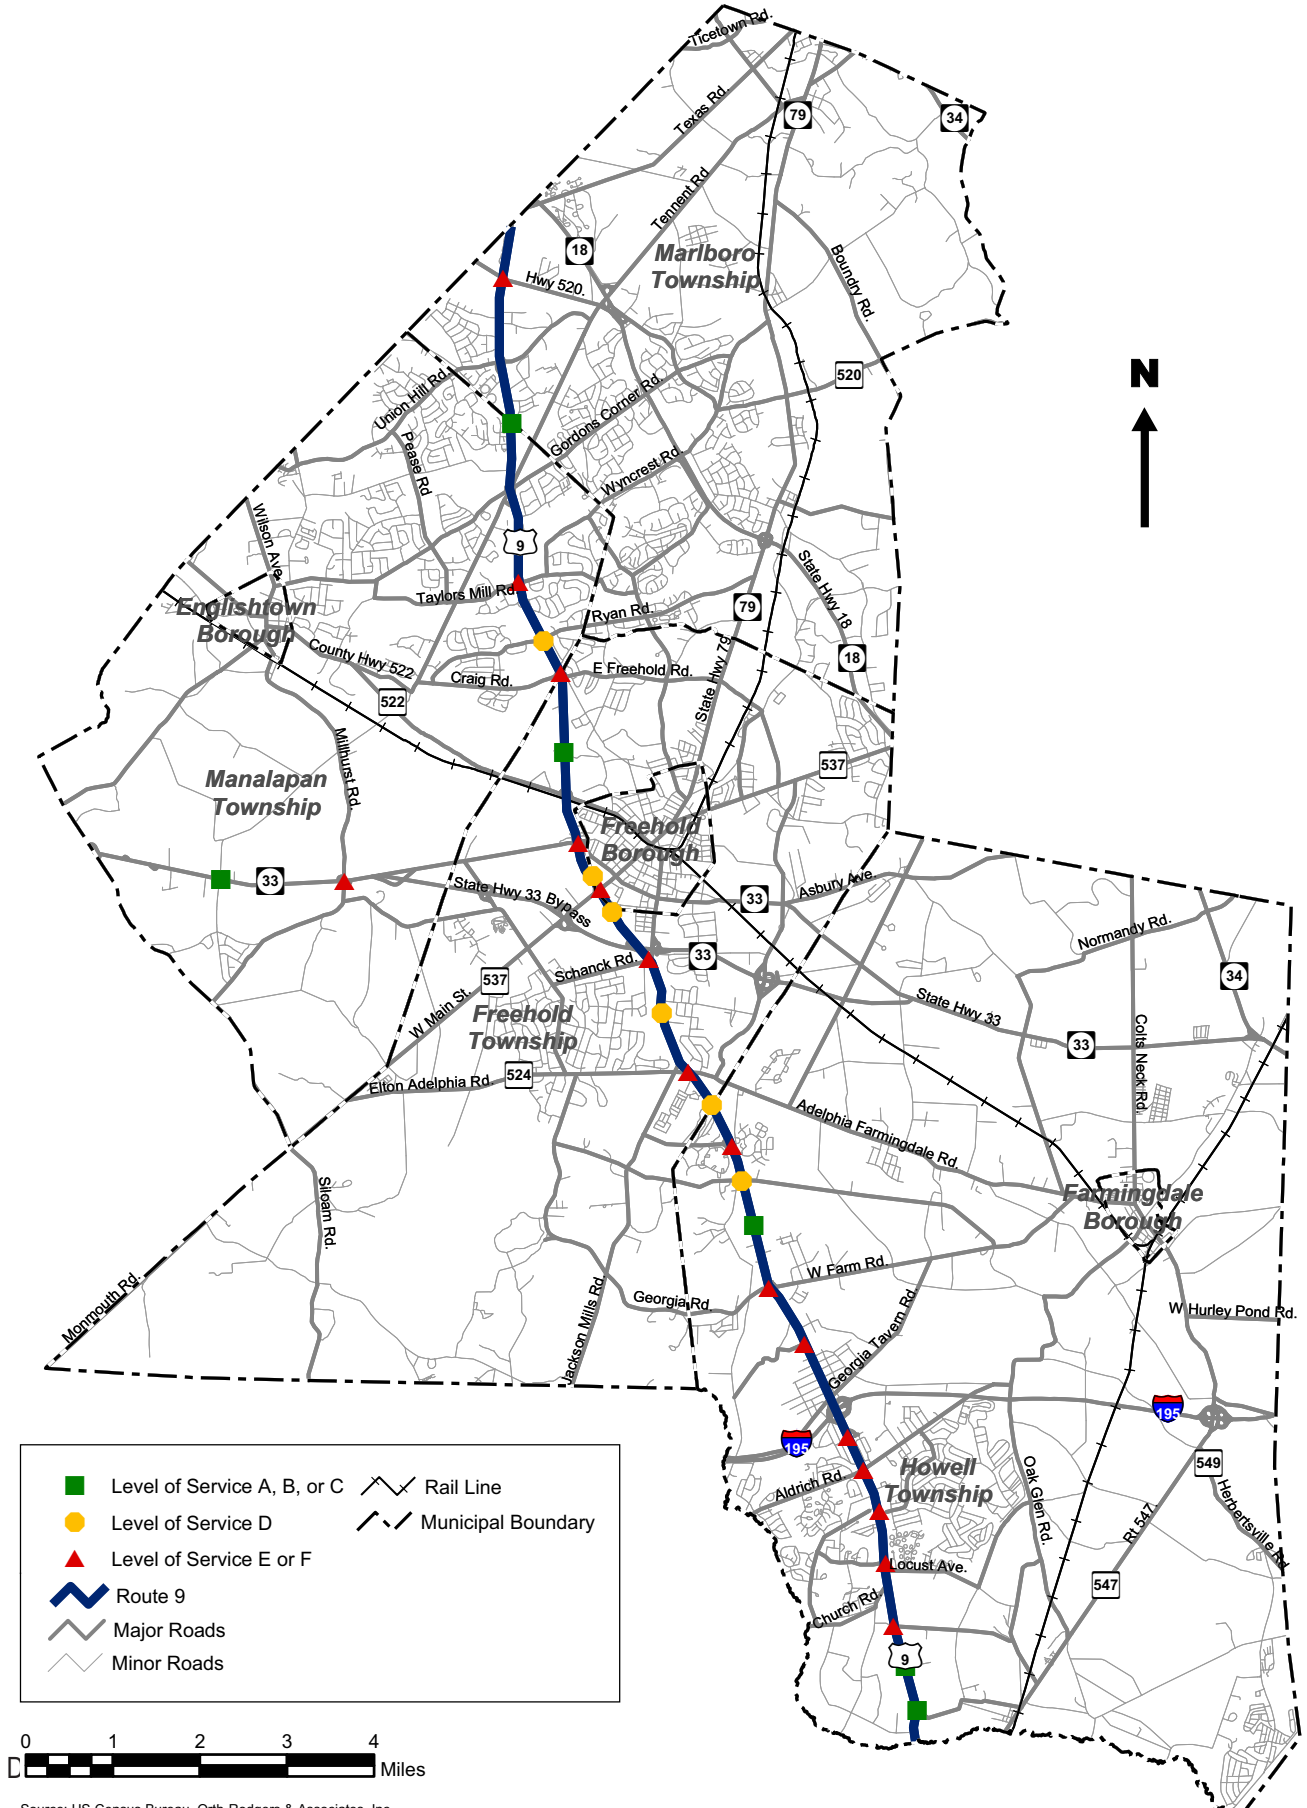 Ticetown Rd.
Texas Rd.
79
34
Tennent Rd
18
Marlboro
Township
Boundry Rd.
Hwy 520.
N
520
Union Hill Rd.
Gordons Corner Rd.
Pease Rd
Wyncrest Rd.
Wilson Ave.
9
State Hwy 18
Taylors Mill Rd.
Englishtown
Borough
Ryan Rd.
79
County Hwy 522
18
Craig Rd.
E Freehold Rd.
State Hwy 79
522
Millhurst Rd.
537
Manalapan
Township
Freehold
Borough
33
State Hwy 33 Bypass
33
Asbury Ave.
Normandy Rd.
Schanck Rd.
33
34
537
W Main St.
Freehold
Township
State Hwy 33
33
Colts Neck Rd.
Elton Adelphia Rd.
524
Adelphia Farmingdale Rd.
Siloam Rd.
Farmingdale
Borough
W Farm Rd.
Monmouth Rd.
Georgia Rd.
Jackson Mills Rd.
W Hurley Pond Rd.
Georgia Tavern Rd.
195
195
Howell
Township
Aldrich Rd.
Oak Glen Rd.
549
Herbertsville Rd
Rt 547
547
Locust Ave.
Church Rd.
9
Level of Service A, B, or C
Rail Line
Level of Service D
Municipal Boundary
Level of Service E or F
Route 9
Major Roads
Minor Roads
0 1 2 3 4
Miles
D
Source: US Census Bureau, Orth Rodgers & Associates, Inc.